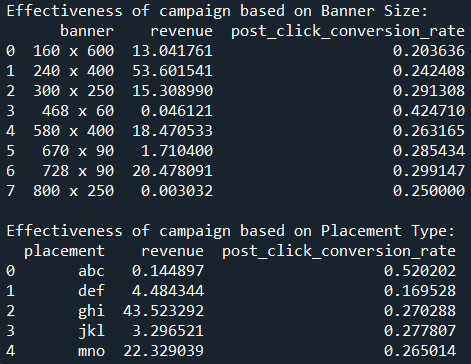 Effectiveness of campaign based on Banner Size:
banner revenue post_click_conversion_rate
0 160 x 600 13.041761 0.203636
1 240 x 400 53.601541 0.242408
2 300 x 250 15.308990 0.291308
3 468 x 60 0.046121 0.424710
4 580 x 400 18.470533 0.263165
5 670 x 90 1.710400 0.285434
6 728 x 90 20.478091 0.299147
7 800 x 250 0.003032 0.250000
Effectiveness of campaign based on Placement Type:
placement revenue post_click_conversion_rate
0 abc 0.144897 0.520202
1 def 4.484344 0.169528
2 ghi 43.523292 0.270288
3 jkl 3.296521 0.277807
4 mno 22.329039 0.265014